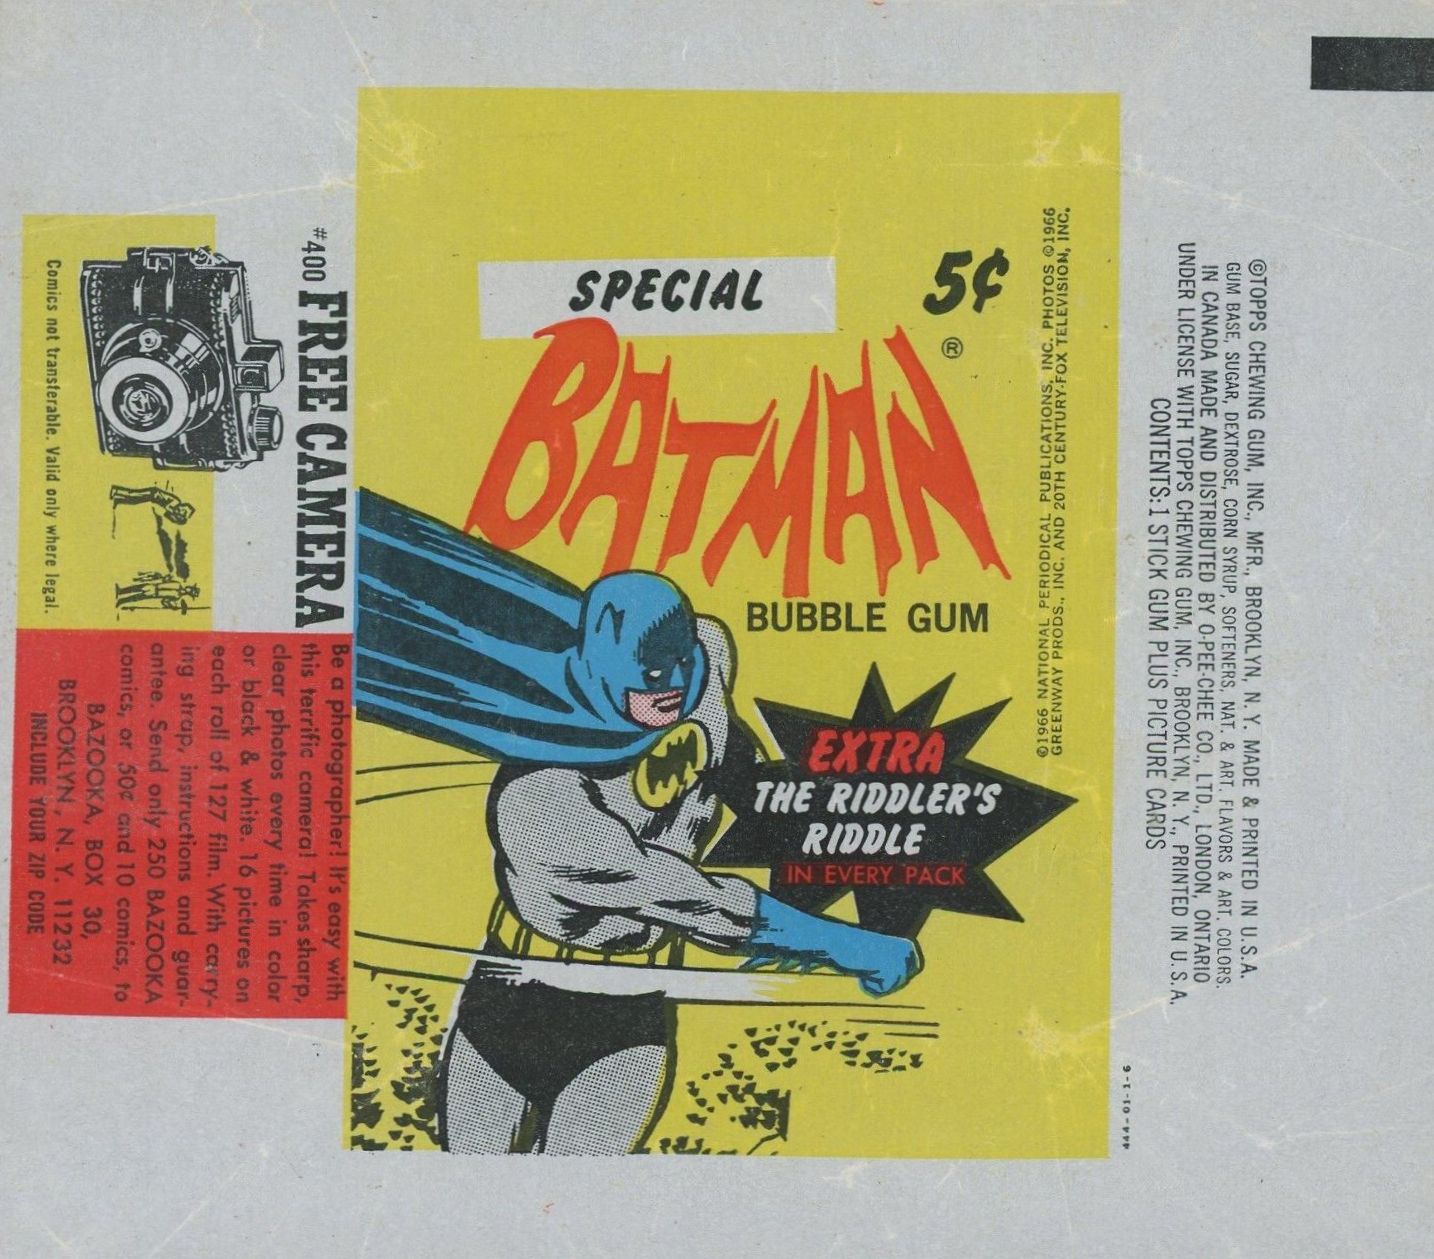 #400 FREE CAMERA
Comics not transferable. Valid only where legal.
Be a photographer! It's easy with
this terrific camera! Takes sharp,
clear photos every time in color
or black & white. 16 pictures on
each roll of 127 film. With carry-
ing strap, instructions and guar-
antee. Send only 250 BAZOOKA
comics, or 50¢ and 10 comics, to
BAZOOKA, BOX 30,
BROOKLYN, N. Y. 11232
INCLUDE YOUR ZIP CODE
SPECIAL
5¢
BATMAN®
BUBBLE GUM
EXTRA
THE RIDDLER'S
RIDDLE
IN EVERY PACK
©1966 NATIONAL PERIODICAL PUBLICATIONS, INC. PHOTOS ©1966
GREENWAY PRODS., INC. AND 20TH CENTURY-FOX TELEVISION, INC.
©TOPPS CHEWING GUM, INC., MFR., BROOKLYN, N. Y. MADE & PRINTED IN U.S.A.
GUM BASE, SUGAR, DEXTROSE, CORN SYRUP, SOFTENERS, NAT. & ART. FLAVORS & ART. COLORS.
IN CANADA MADE AND DISTRIBUTED BY O-PEE-CHEE CO., LTD., LONDON, ONTARIO
UNDER LICENSE WITH TOPPS CHEWING GUM, INC., BROOKLYN, N. Y., PRINTED IN U.S.A.
CONTENTS: 1 STICK GUM PLUS PICTURE CARDS
444-01-1-6